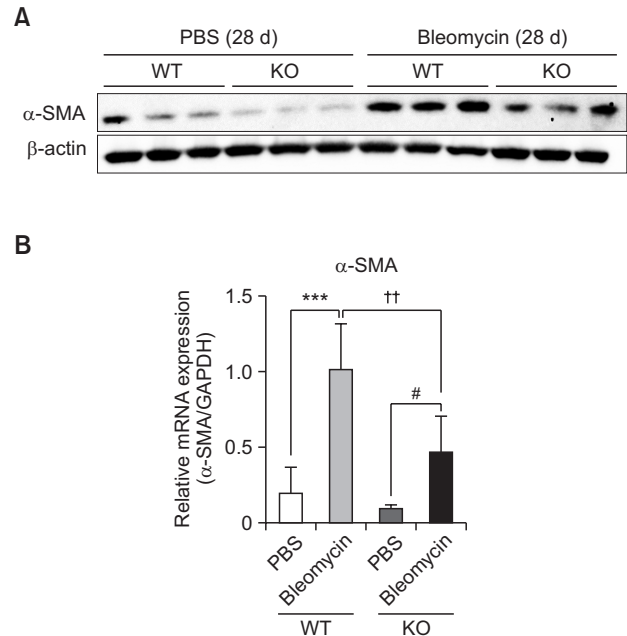 A
PBS (28 d) Bleomycin (28 d)
WT KO WT KO
α-SMA
β-actin
B
α-SMA
Relative mRNA expression
(α-SMA/GAPDH)
1.5
1.0
0.5
0
*** ††
#
PBS Bleomycin PBS Bleomycin
WT KO